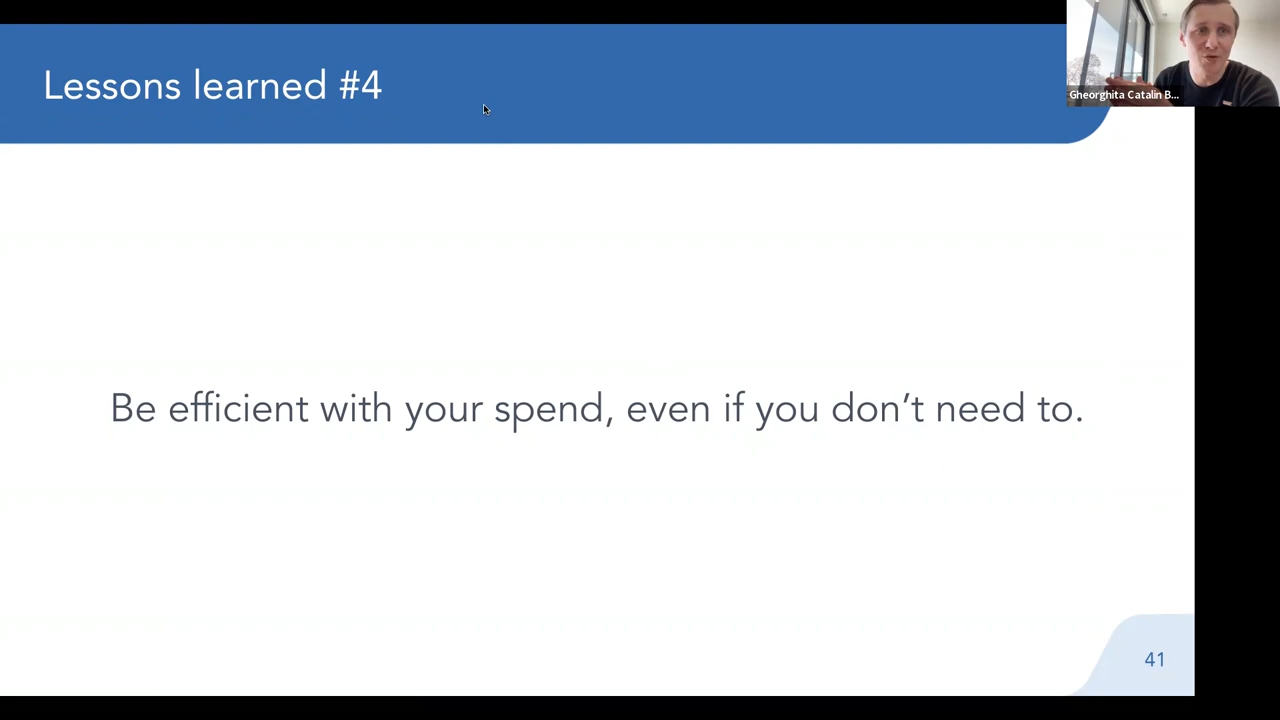 Lessons learned #4
Gheorghita Catalin B...
Be efficient with your spend, even if you don’t need to.
41